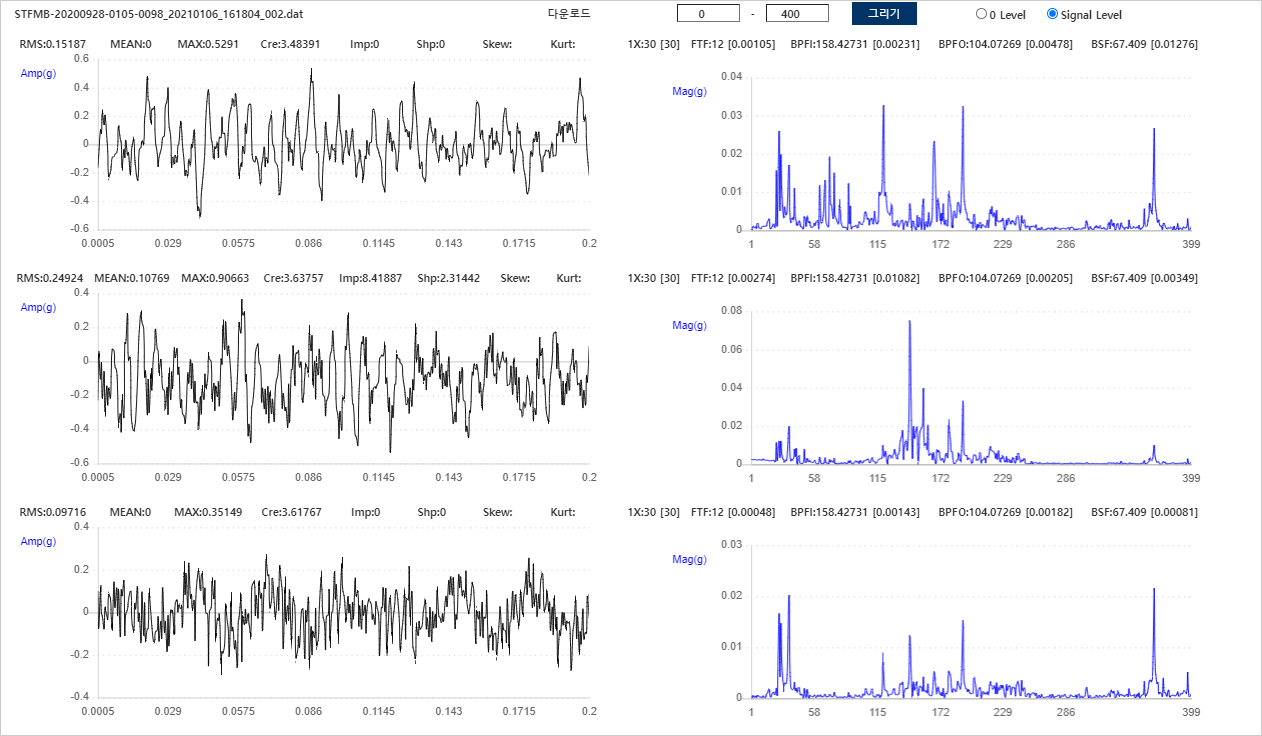 STFMB-20200928-0105-0098_20210106_161804_002.dat 다운로드 0 - 400 그리기 0 Level Signal Level
RMS:0.15187 MEAN:0 MAX:0.5291 Cre:3.48391 Imp:0 Shp:0 Skew: Kurt:
Amp(g)
0.6
0.4
0.2
0
-0.2
-0.4
-0.6
0.0005 0.029 0.0575 0.086 0.1145 0.143 0.1715 0.2
1X:30 [30] FTF:12 [0.00105] BPFI:158.42731 [0.00231] BPFO:104.07269 [0.00478] BSF:67.409 [0.01276]
Mag(g)
0.04
0.03
0.02
0.01
0
1 58 115 172 229 286 399
RMS:0.24924 MEAN:0.10769 MAX:0.90663 Cre:3.63757 Imp:8.41887 Shp:2.31442 Skew: Kurt:
Amp(g)
0.4
0.2
0
-0.2
-0.4
-0.6
0.0005 0.029 0.0575 0.086 0.1145 0.143 0.1715 0.2
1X:30 [30] FTF:12 [0.00274] BPFI:158.42731 [0.01082] BPFO:104.07269 [0.00205] BSF:67.409 [0.00349]
Mag(g)
0.08
0.06
0.04
0.02
0
1 58 115 172 229 286 399
RMS:0.09716 MEAN:0 MAX:0.35149 Cre:3.61767 Imp:0 Shp:0 Skew: Kurt:
Amp(g)
0.4
0.2
0
-0.2
-0.4
0.0005 0.029 0.0575 0.086 0.1145 0.143 0.1715 0.2
1X:30 [30] FTF:12 [0.00048] BPFI:158.42731 [0.00143] BPFO:104.07269 [0.00182] BSF:67.409 [0.00081]
Mag(g)
0.03
0.02
0.01
0
1 58 115 172 229 286 399